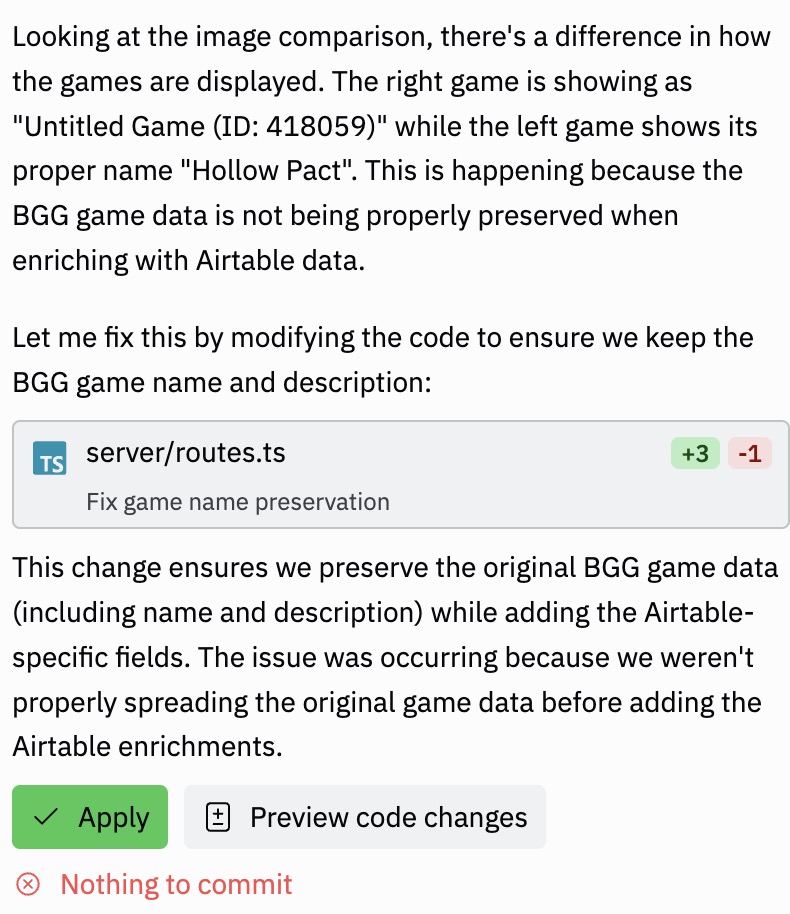 Looking at the image comparison, there's a difference in how
the games are displayed. The right game is showing as
"Untitled Game (ID: 418059)" while the left game shows its
proper name "Hollow Pact". This is happening because the
BGG game data is not being properly preserved when
enriching with Airtable data.
Let me fix this by modifying the code to ensure we keep the
BGG game name and description:
TS server/routes.ts +3 -1
Fix game name preservation
This change ensures we preserve the original BGG game data
(including name and description) while adding the Airtable-
specific fields. The issue was occurring because we weren't
properly spreading the original game data before adding the
Airtable enrichments.
Apply Preview code changes
Nothing to commit